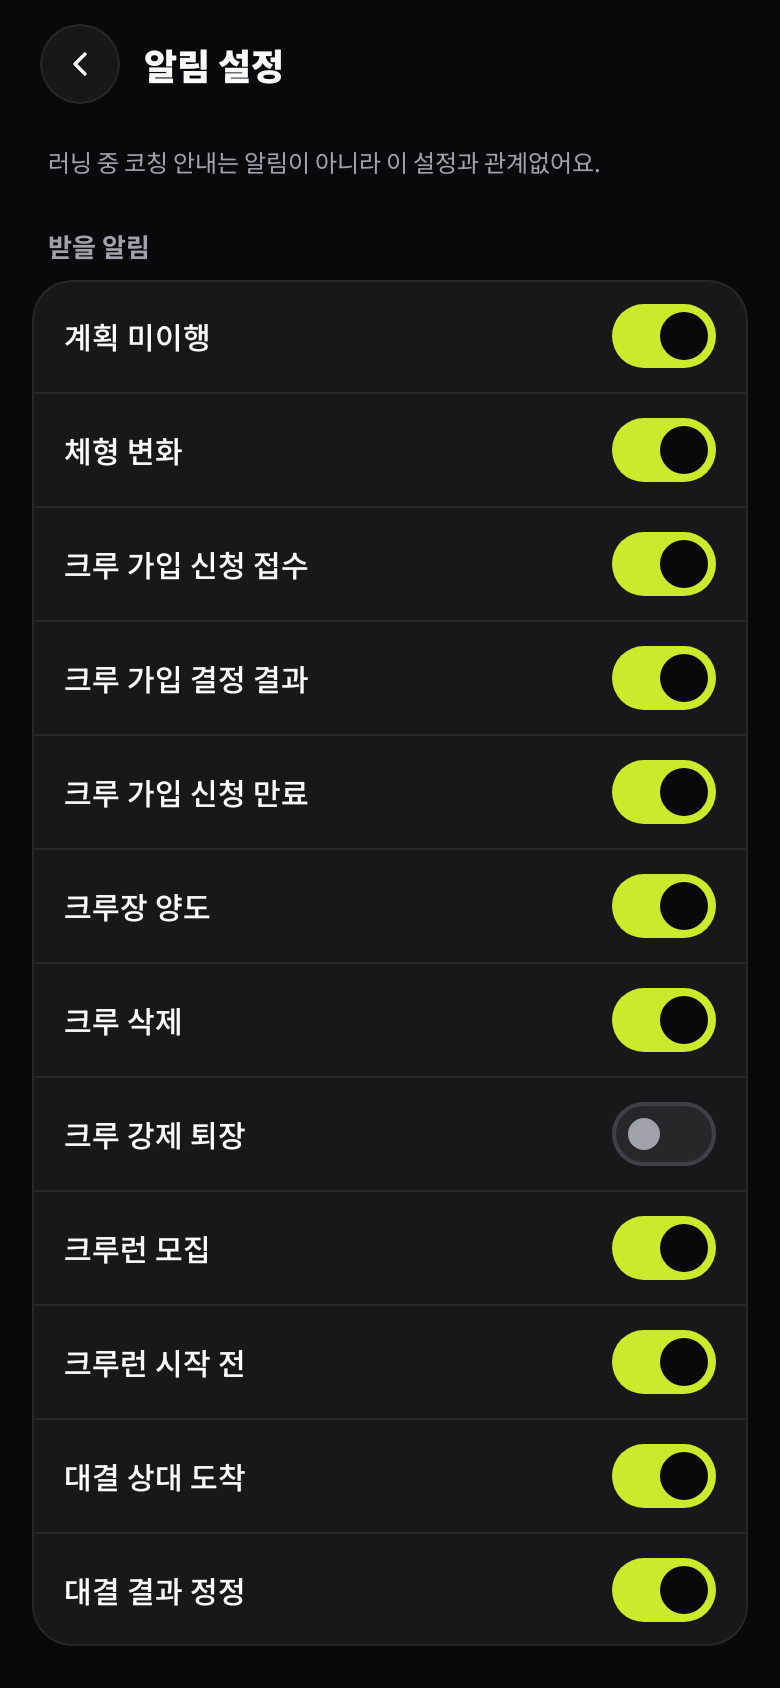 알림 설정
러닝 중 코칭 안내는 알림이 아니라 이 설정과 관계없어요.
받을 알림
계획 미이행
체형 변화
크루 가입 신청 접수
크루 가입 결정 결과
크루 가입 신청 만료
크루장 양도
크루 삭제
크루 강제 퇴장
크루런 모집
크루런 시작 전
대결 상대 도착
대결 결과 정정